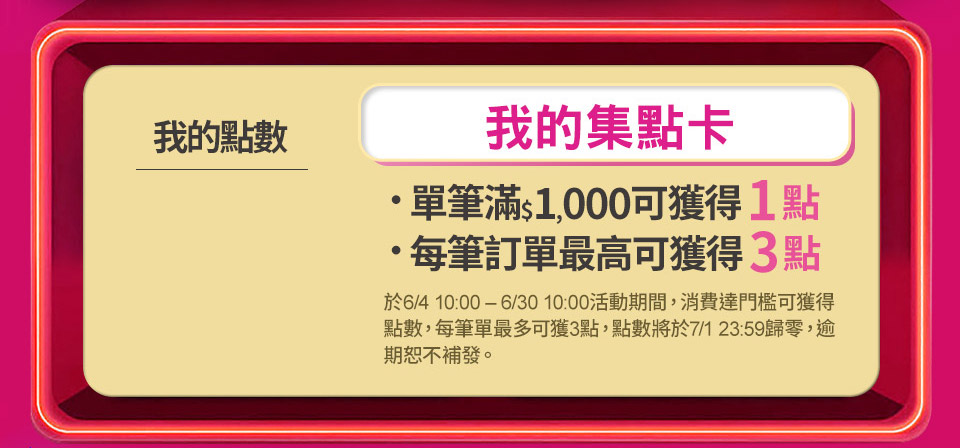 我的點數
我的集點卡
・單筆滿$1,000可獲得1點
・每筆訂單最高可獲得3點
於6/4 10:00 – 6/30 10:00活動期間，消費達門檻可獲得
點數，每筆單最多可獲3點，點數將於7/1 23:59歸零，逾
期恕不補發。